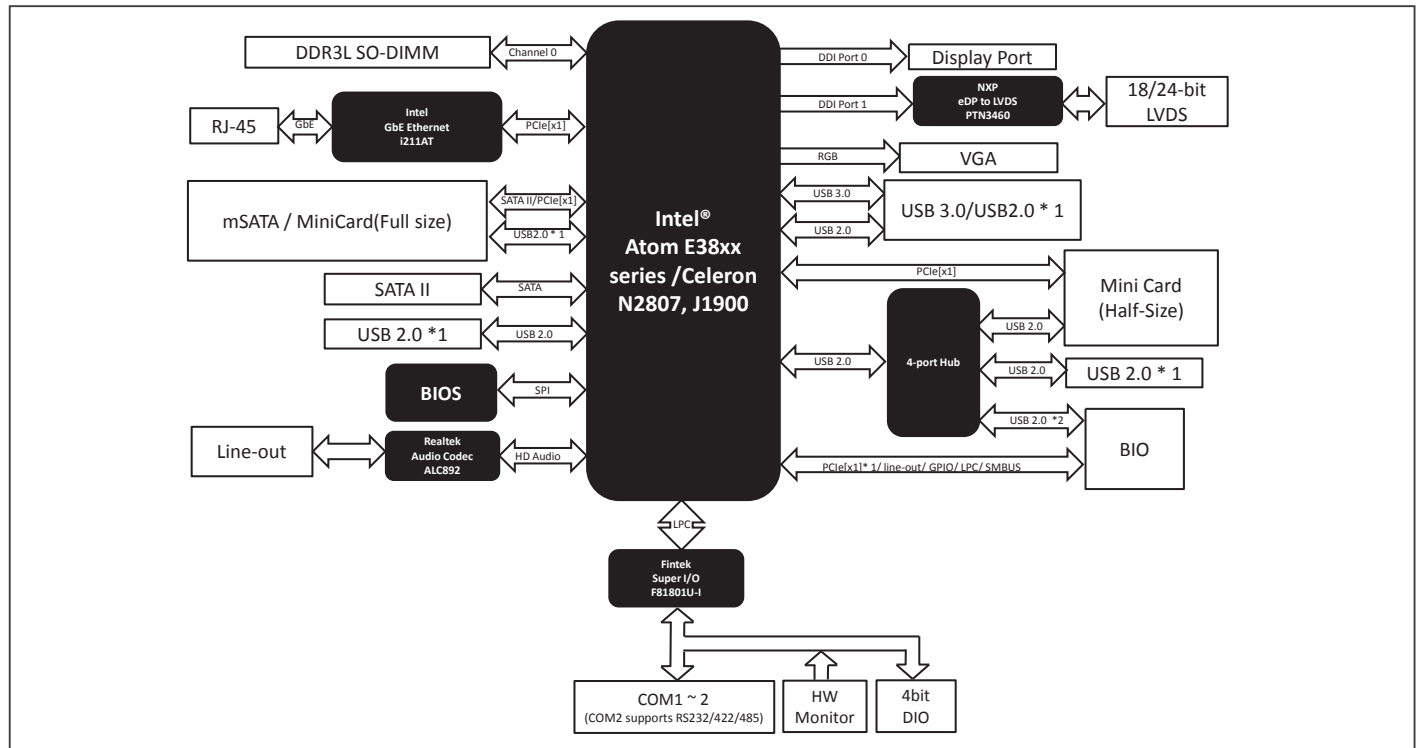 DDR3L SO-DIMM
Channel 0
DDI Port 0
Display Port
RJ-45
GbE
Intel
GbE Ethernet
i211AT
PCIe[x1]
DDI Port 1
NXP
eDP to LVDS
PTN3460
18/24-bit
LVDS
RGB
VGA
mSATA / MiniCard(Full size)
SATA II/PCIe[x1]
USB2.0 * 1
Intel®
Atom E38xx
series /Celeron
N2807, J1900
USB 3.0
USB 2.0
USB 3.0/USB2.0 * 1
PCIe[x1]
Mini Card
(Half-Size)
SATA II
SATA
USB 2.0 *1
USB 2.0
USB 2.0
4-port Hub
USB 2.0
USB 2.0
USB 2.0 * 1
BIOS
SPI
USB 2.0 *2
BIO
Line-out
Realtek
Audio Codec
ALC892
HD Audio
PCIe[x1]* 1/ line-out/ GPIO/ LPC/ SMBUS
LPC
Fintek
Super I/O
F81801U-I
COM1 ~ 2
(COM2 supports RS232/422/485)
HW
Monitor
4bit
DIO